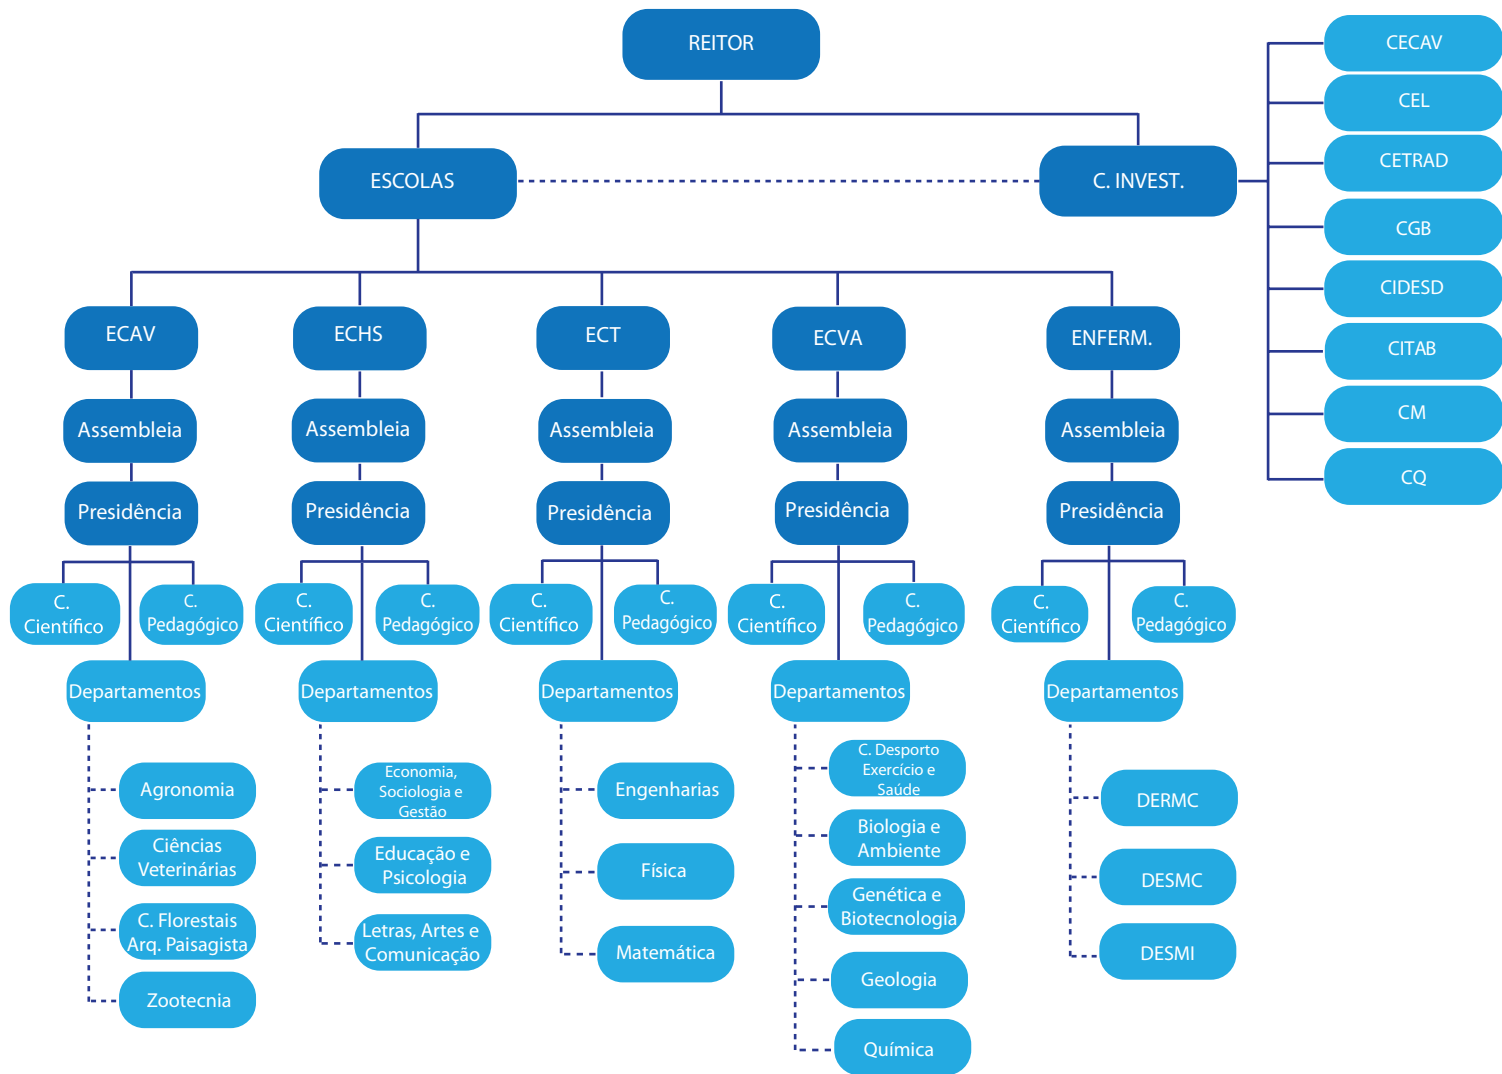 REITOR
ESCOLAS
C. INVEST.
CECAV
CEL
CETRAD
CGB
CIDESD
CITAB
CM
CQ
ECAV
ECHS
ECT
ECVA
ENFERM.
Assembleia
Assembleia
Assembleia
Assembleia
Assembleia
Presidência
Presidência
Presidência
Presidência
Presidência
C.
Científico
C.
Pedagógico
C.
Científico
C.
Pedagógico
C.
Científico
C.
Pedagógico
C.
Científico
C.
Pedagógico
C.
Científico
C.
Pedagógico
Departamentos
Departamentos
Departamentos
Departamentos
Departamentos
Agronomia
Ciências
Veterinárias
C. Florestais
Arq. Paisagista
Zootecnia
Economia,
Sociologia e
Gestão
Educação e
Psicologia
Letras, Artes e
Comunicação
Engenharias
Física
Matemática
C. Desporto
Exercício e
Saúde
Biologia e
Ambiente
Genética e
Biotecnologia
Geologia
Química
DERMC
DESMC
DESMI